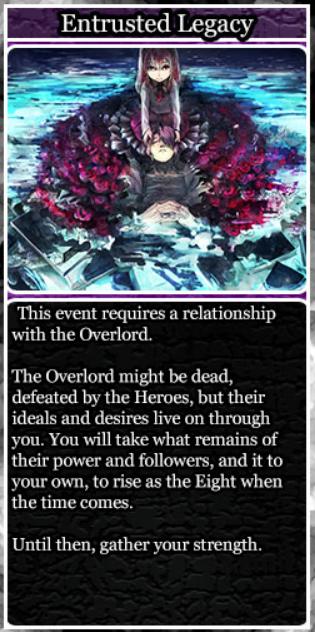 Entrusted Legacy
This event requires a relationship
with the Overlord.
The Overlord might be dead,
defeated by the Heroes, but their
ideals and desires live on through
you. You will take what remains of
their power and followers, and it to
your own, to rise as the Eight when
the time comes.
Until then, gather your strength.